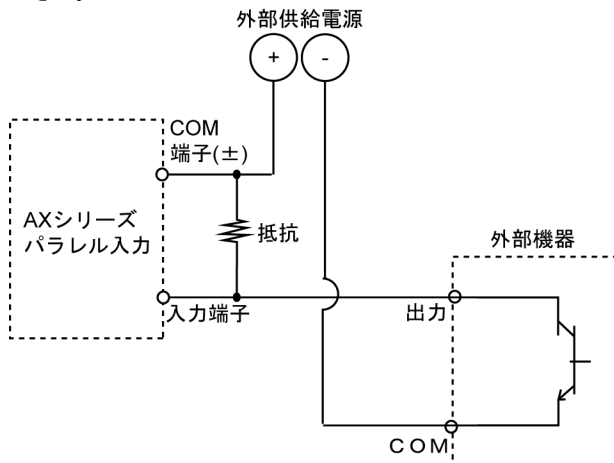 外部供給電源
+ -
COM
端子(±)
AXシリーズ
パラレル入力
抵抗
外部機器
入力端子
出力
COM